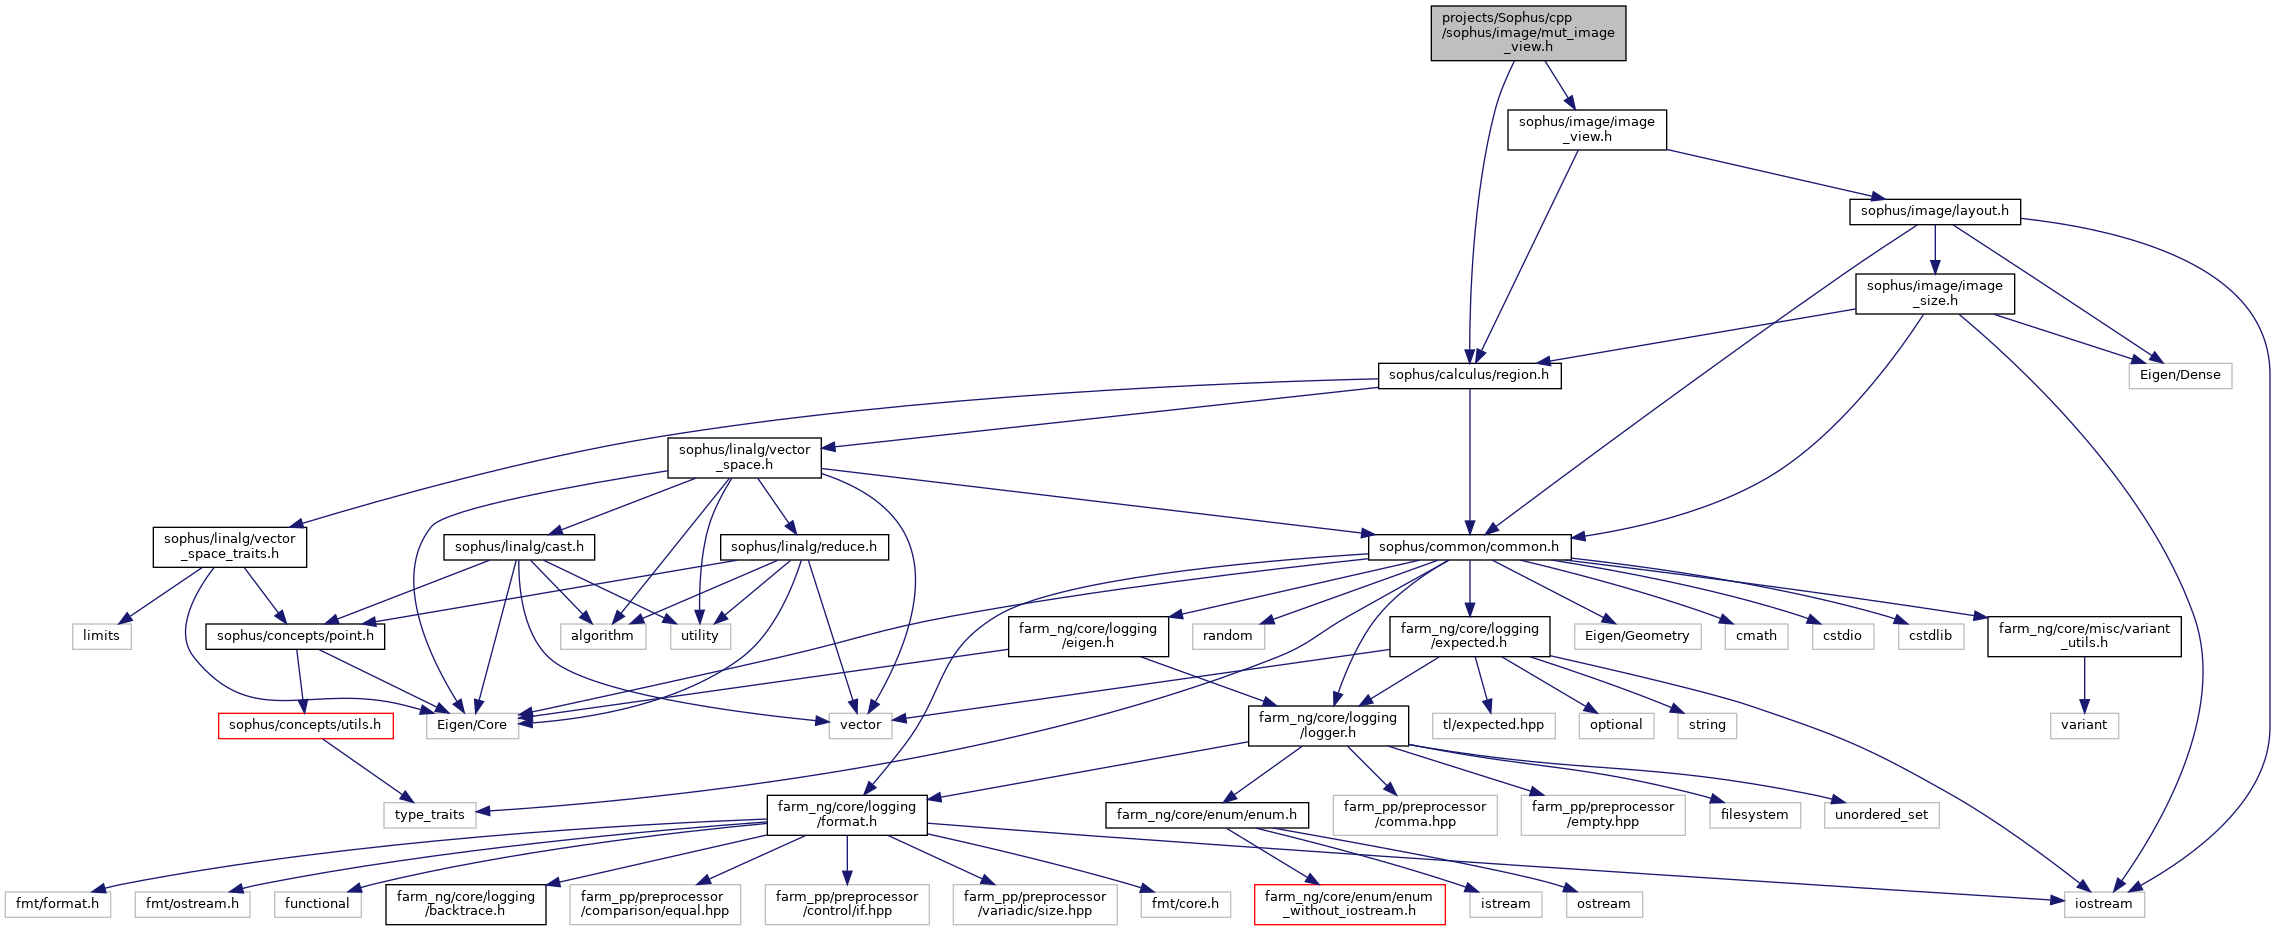 projects/Sophus/cpp
/sophus/image/mut_image
_view.h
sophus/image/image
_view.h
sophus/image/layout.h
sophus/image/image
_size.h
sophus/calculus/region.h
Eigen/Dense
sophus/linalg/vector
_space.h
sophus/linalg/vector
_space_traits.h
sophus/linalg/cast.h
sophus/linalg/reduce.h
sophus/common/common.h
limits
sophus/concepts/point.h
algorithm
utility
farm_ng/core/logging
/eigen.h
random
farm_ng/core/logging
/expected.h
Eigen/Geometry
cmath
cstdio
cstdlib
farm_ng/core/misc/variant
_utils.h
sophus/concepts/utils.h
Eigen/Core
vector
farm_ng/core/logging
/logger.h
tl/expected.hpp
optional
string
variant
type_traits
farm_ng/core/logging
/format.h
farm_ng/core/enum/enum.h
farm_pp/preprocessor
/comma.hpp
farm_pp/preprocessor
/empty.hpp
filesystem
unordered_set
fmt/format.h
fmt/ostream.h
functional
farm_ng/core/logging
/backtrace.h
farm_pp/preprocessor
/comparison/equal.hpp
farm_pp/preprocessor
/control/if.hpp
farm_pp/preprocessor
/variadic/size.hpp
fmt/core.h
farm_ng/core/enum/enum
_without_iostream.h
istream
ostream
iostream